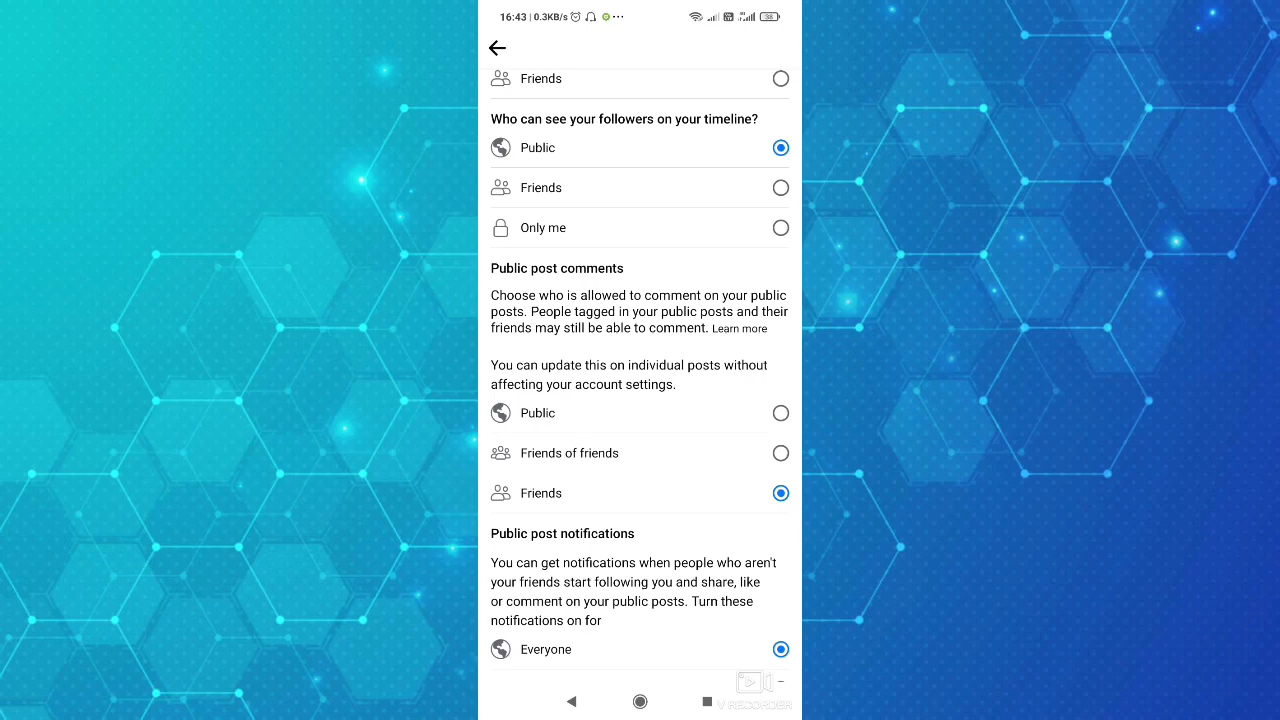 16:43 | 0.3KB/s
38
Friends
Who can see your followers on your timeline?
Public
Friends
Only me
Public post comments
Choose who is allowed to comment on your public
posts. People tagged in your public posts and their
friends may still be able to comment. Learn more
You can update this on individual posts without
affecting your account settings.
Public
Friends of friends
Friends
Public post notifications
You can get notifications when people who aren't
your friends start following you and share, like
or comment on your public posts. Turn these
notifications on for
Everyone
V RECORDER